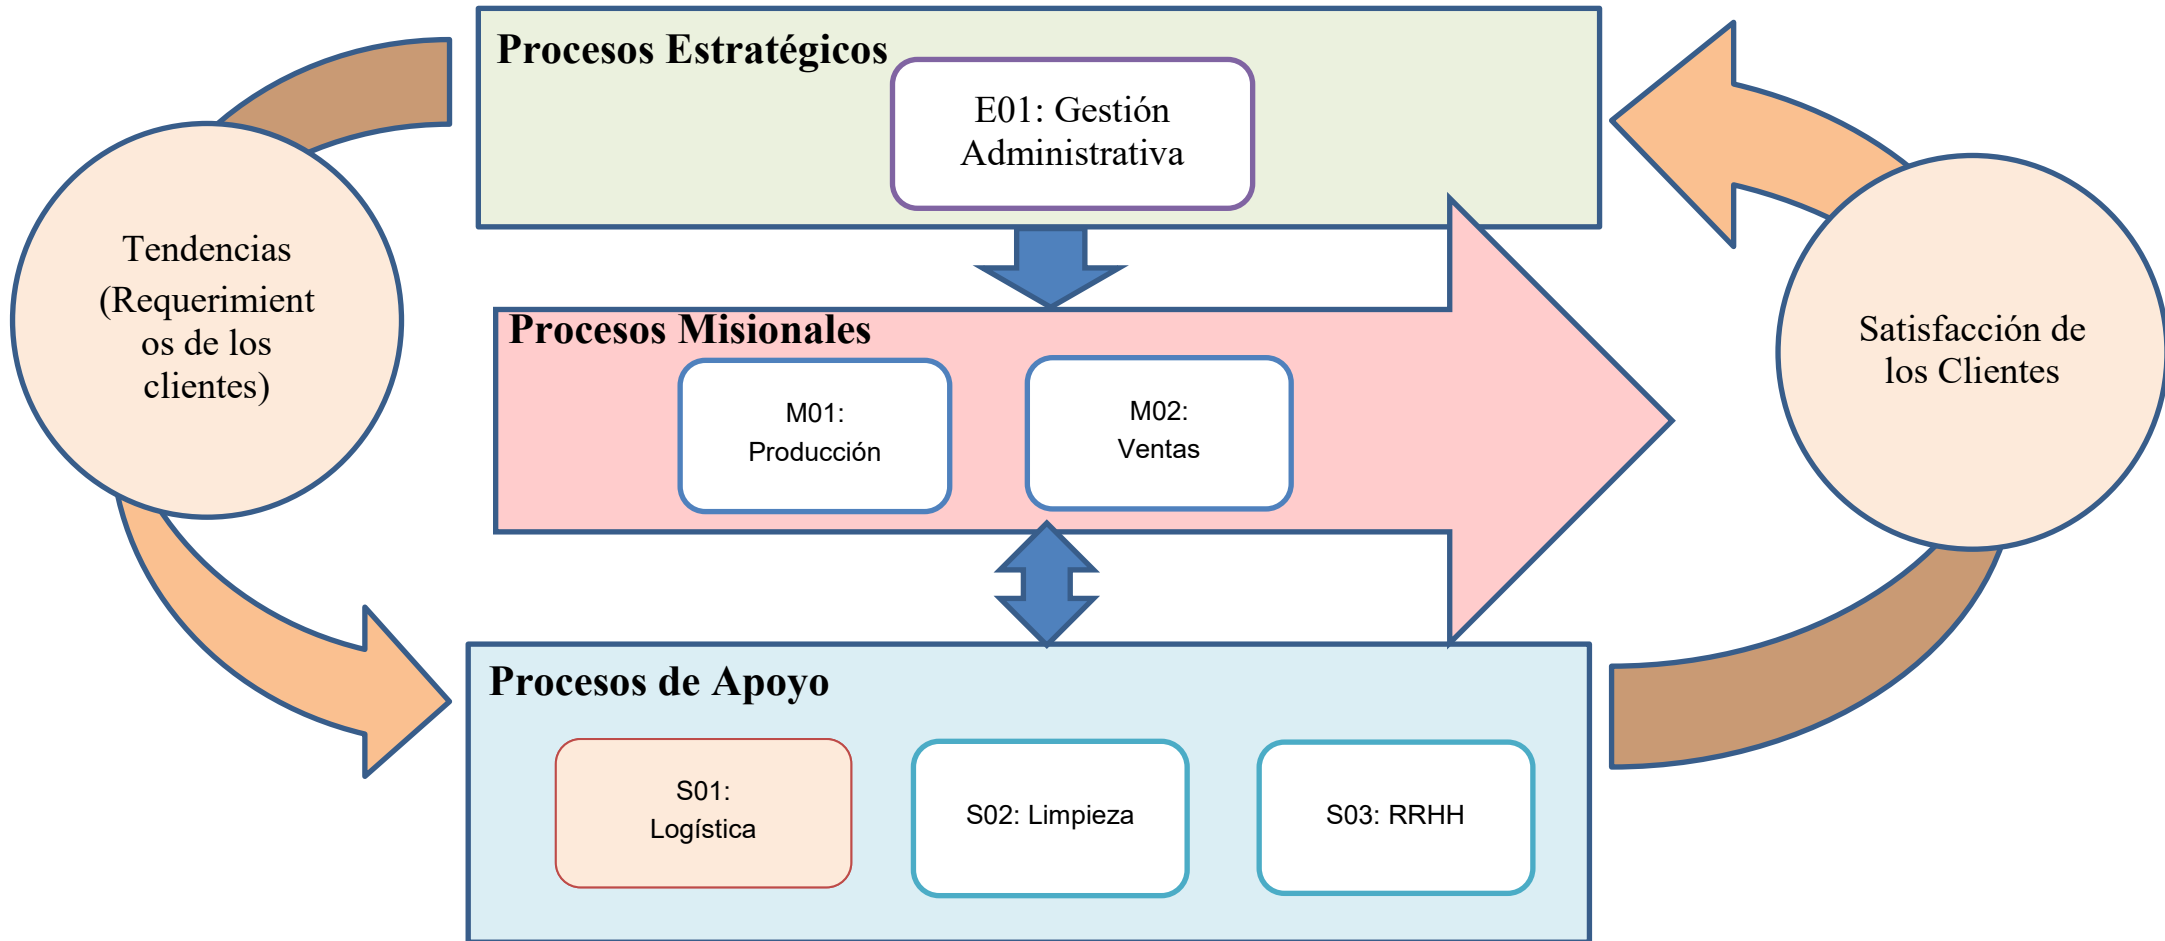 Procesos Estratégicos
E01: Gestión
Administrativa
Tendencias
(Requerimient
os de los
clientes)
Procesos Misionales
M01:
Producción
M02:
Ventas
Satisfacción de
los Clientes
Procesos de Apoyo
S01:
Logística
S02: Limpieza
S03: RRHH